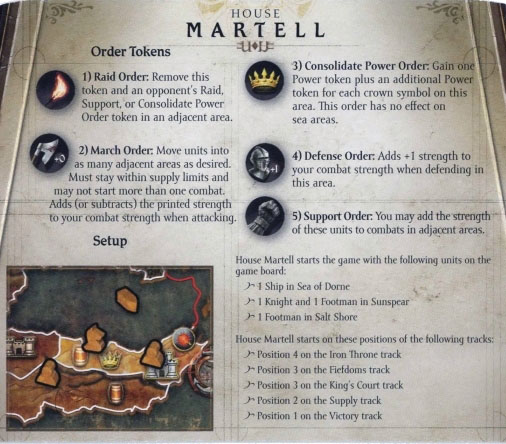 HOUSE
MARTELL
Order Tokens
1) Raid Order: Remove this
token and an opponent's Raid,
Support, or Consolidate Power
Order token in an adjacent area.
+0
2) March Order: Move units into
as many adjacent areas as desired.
Must stay within supply limits and
may not start more than one combat.
Adds (or subtracts) the printed strength
to your combat strength when attacking.
3) Consolidate Power Order: Gain one
Power token plus an additional Power
token for each crown symbol on this
area. This order has no effect on
sea areas.
+1
4) Defense Order: Adds +1 strength to
your combat strength when defending in
this area.
5) Support Order: You may add the strength
of these units to combats in adjacent areas.
Setup
House Martell starts the game with the following units on the
game board:
1 Ship in Sea of Dorne
1 Knight and 1 Footman in Sunspear
1 Footman in Salt Shore
House Martell starts on these positions of the following tracks:
Position 4 on the Iron Throne track
Position 3 on the Fiefdoms track
Position 3 on the King's Court track
Position 2 on the Supply track
Position 1 on the Victory track